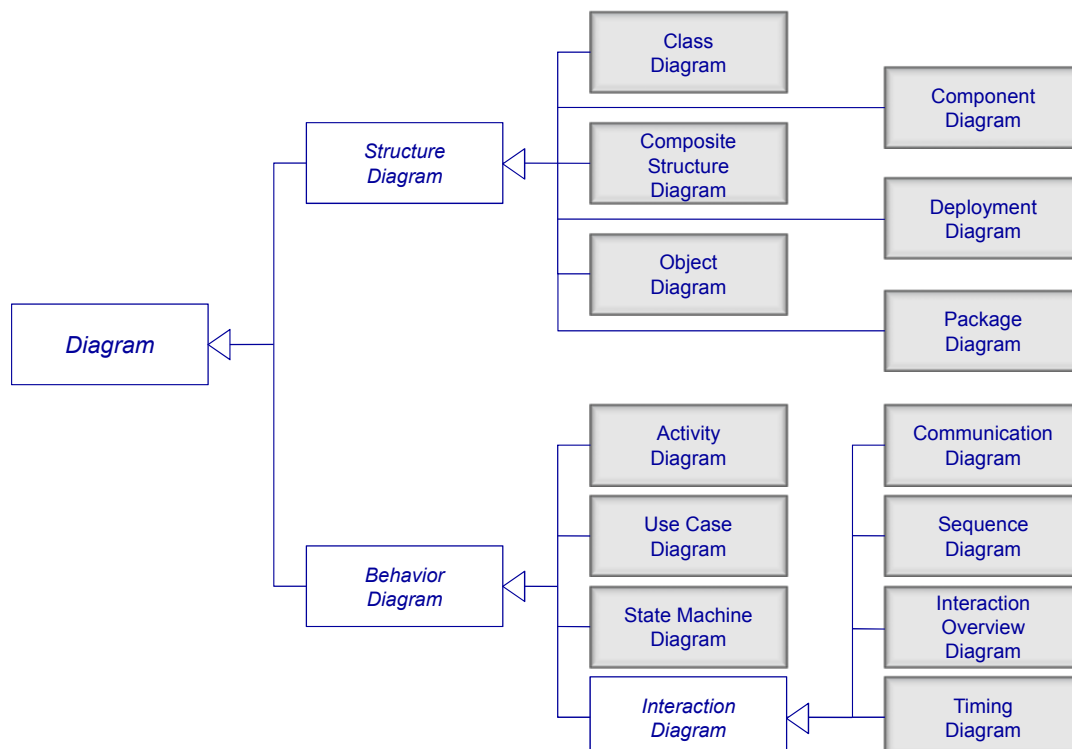 Class
Diagram
Component
Diagram
Structure
Diagram
Composite
Structure
Diagram
Deployment
Diagram
Object
Diagram
Package
Diagram
Diagram
Activity
Diagram
Communication
Diagram
Use Case
Diagram
Sequence
Diagram
Behavior
Diagram
State Machine
Diagram
Interaction
Overview
Diagram
Interaction
Diagram
Timing
Diagram